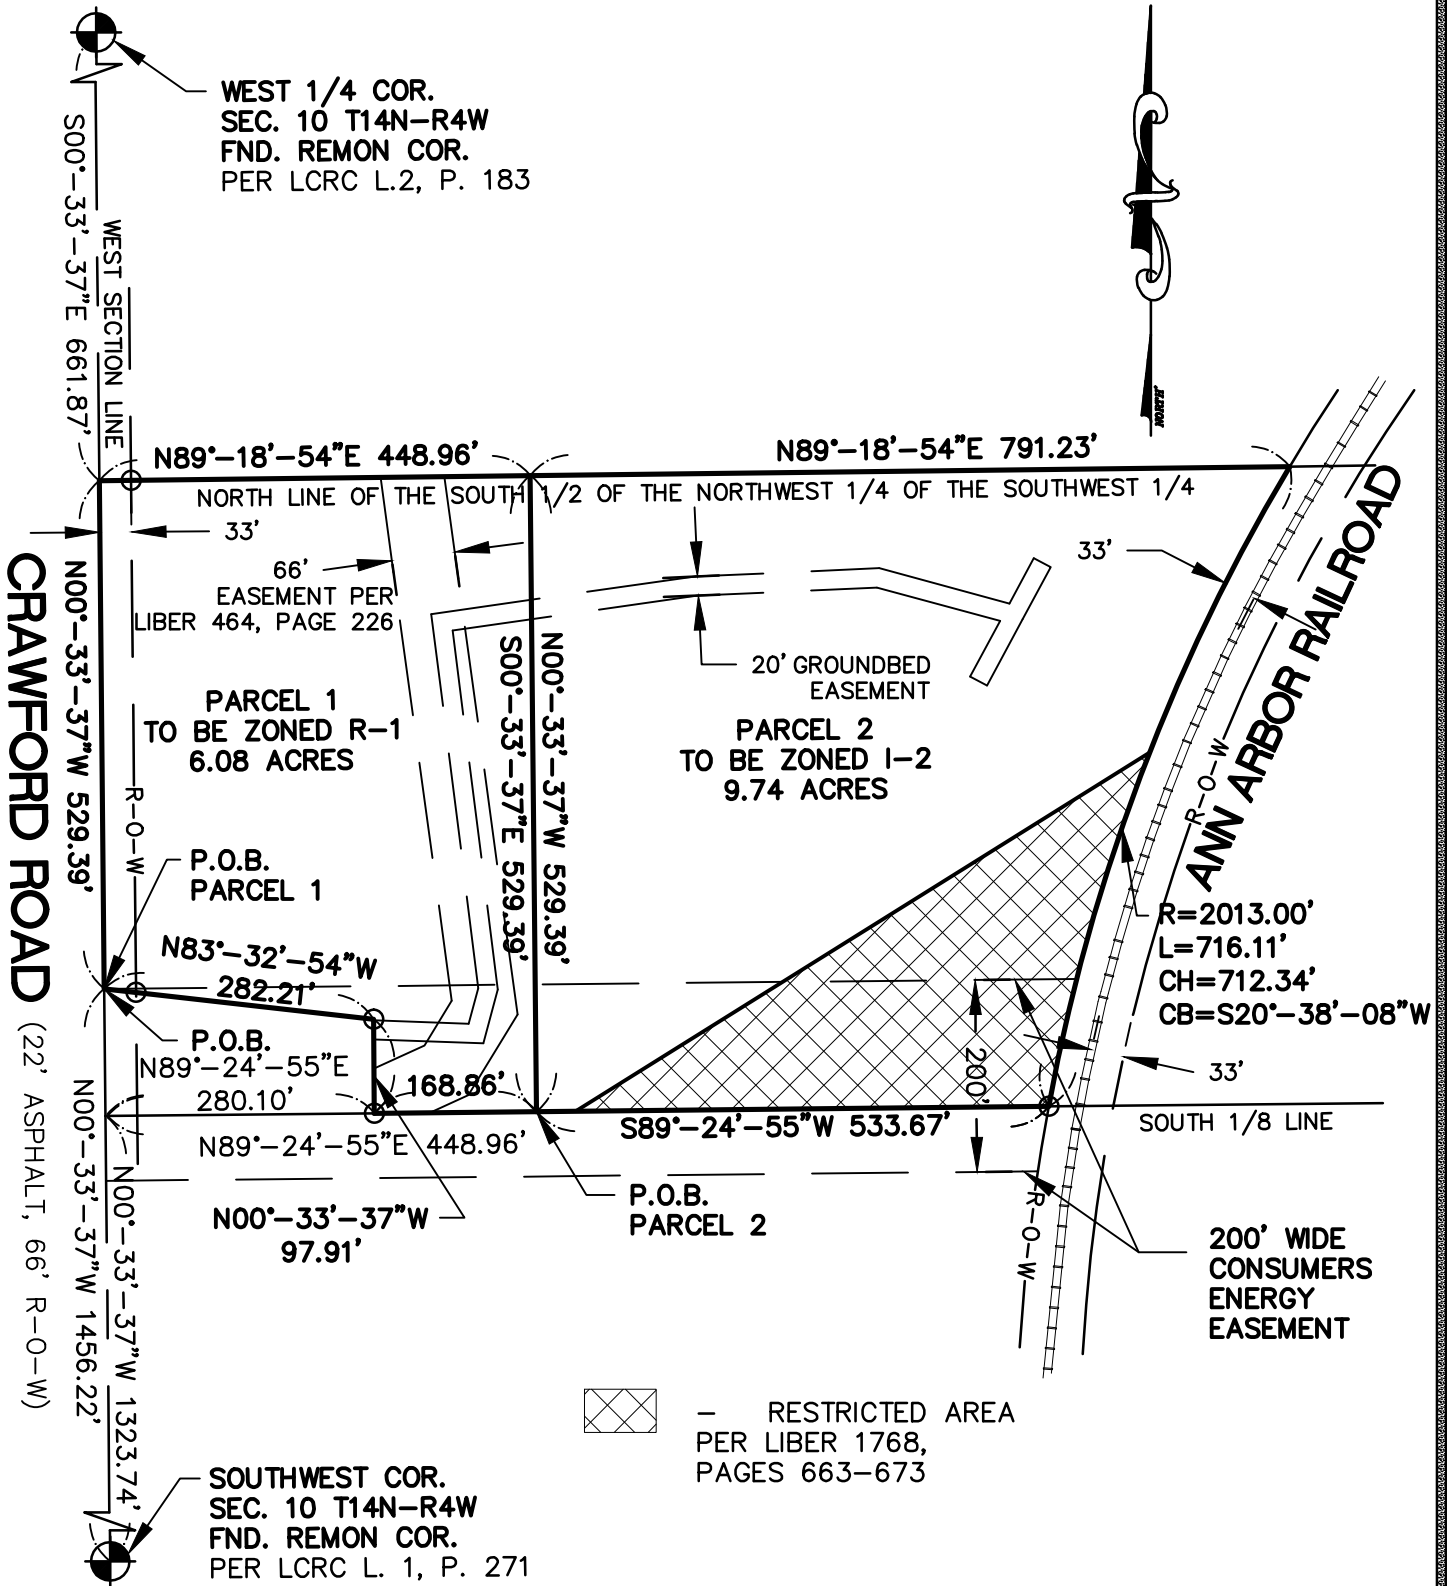 WEST 1/4 COR.
SEC. 10 T14N-R4W
FND. REMON COR.
PER LCRC L.2, P. 183
S00°-33'-37"E 661.87'
WEST SECTION LINE
NORTH
N89°-18'-54"E 448.96'
N89°-18'-54"E 791.23'
NORTH LINE OF THE SOUTH 1/2 OF THE NORTHWEST 1/4 OF THE SOUTHWEST 1/4
33'
33'
66'
EASEMENT PER
LIBER 464, PAGE 226
20' GROUNDBED
EASEMENT
CRAWFORD ROAD (22' ASPHALT, 66' R-O-W)
N00°-33'-37"W 529.39'
S00°-33'-37"E 529.39'
N00°-33'-37"W 529.39'
PARCEL 1
TO BE ZONED R-1
6.08 ACRES
PARCEL 2
TO BE ZONED I-2
9.74 ACRES
R-O-W
R-O-W
ANN ARBOR RAILROAD
P.O.B.
PARCEL 1
N83°-32'-54"W
282.21'
R=2013.00'
L=716.11'
CH=712.34'
CB=S20°-38'-08"W
P.O.B.
N89°-24'-55"E
280.10'
168.86'
200'
33'
S89°-24'-55"W 533.67'
SOUTH 1/8 LINE
N89°-24'-55"E 448.96'
N00°-33'-37"W
97.91'
P.O.B.
PARCEL 2
R-O-W
200' WIDE
CONSUMERS
ENERGY
EASEMENT
N00°-33'-37"W 1456.22'
N00°-33'-37"W 1323.74'
- RESTRICTED AREA
PER LIBER 1768,
PAGES 663-673
SOUTHWEST COR.
SEC. 10 T14N-R4W
FND. REMON COR.
PER LCRC L. 1, P. 271